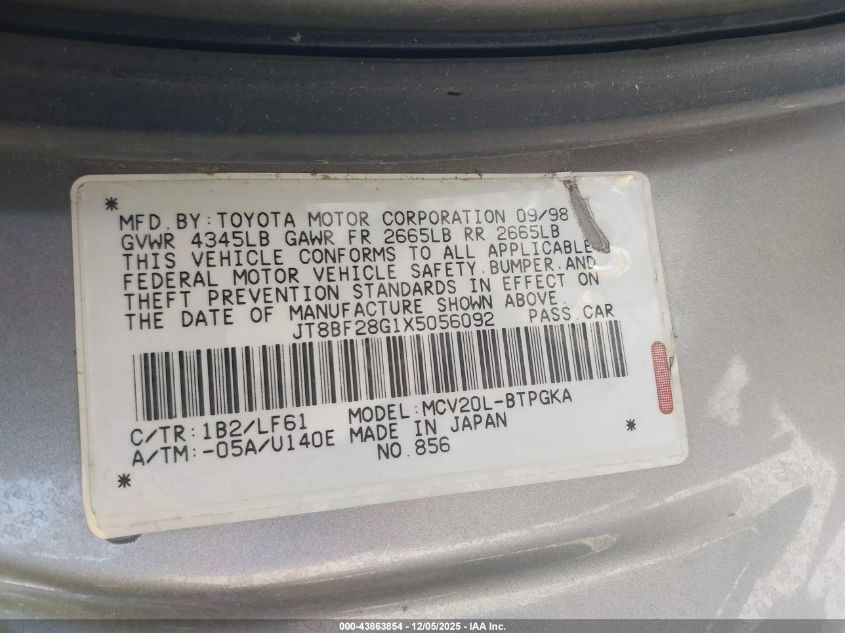 MFD.BY:TOYOTA MOTOR CORPORATION 09/98
GVWR 4345LB GAWR FR 2665LB RR 2665LB
THIS VEHICLE CONFORMS TO ALL APPLICABLE
FEDERAL MOTOR VEHICLE SAFETY.BUMPER.AND
THEFT PREVENTION STANDARDS IN EFFECT ON
THE DATE OF MANUFACTURE SHOWN ABOVE.
JT8BF28G1X5056092 PASS.CAR
C/TR:1B2/LF61 MODEL:MCV20L-BTPGKA
A/TM:-05A/U140E MADE IN JAPAN
NO.856
000-43863854 | 12/05/2025 - IAA Inc.